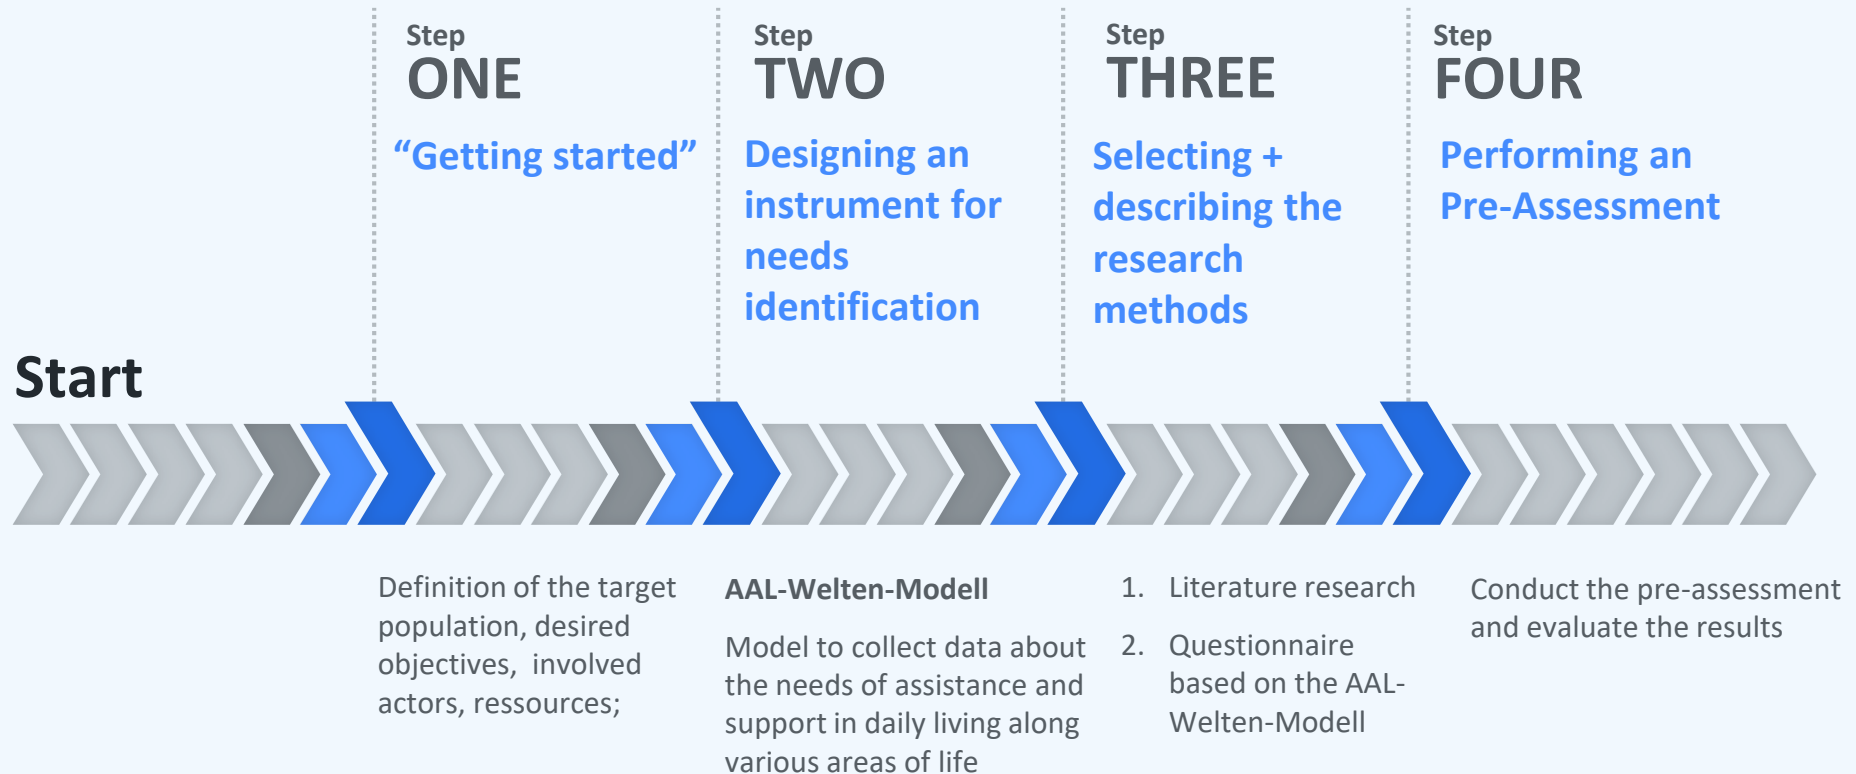 Step
ONE
“Getting started”
Step
TWO
Designing an
instrument for
needs
identification
Step
THREE
Selecting +
describing the
research
methods
Step
FOUR
Performing an
Pre-Assessment
Start
Definition of the target
population, desired
objectives,  involved
actors, ressources;
AAL-Welten-Modell
Model to collect data about
the needs of assistance and
support in daily living along
various areas of life
1. Literature research
2. Questionnaire
based on the AAL-
Welten-Modell
Conduct the pre-assessment
and evaluate the results